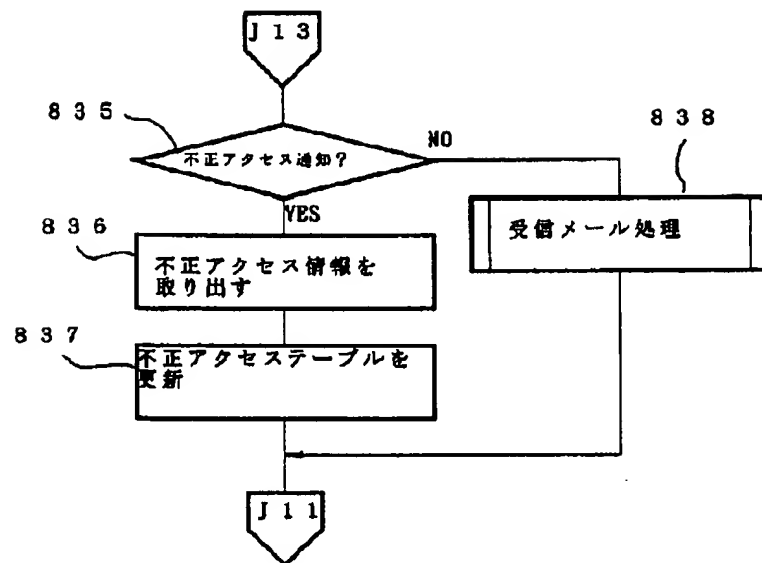 J13
835
不正アクセス通知?
NO
838
YES
受信メール処理
836
不正アクセス情報を
取り出す
837
不正アクセステーブルを
更新
J11